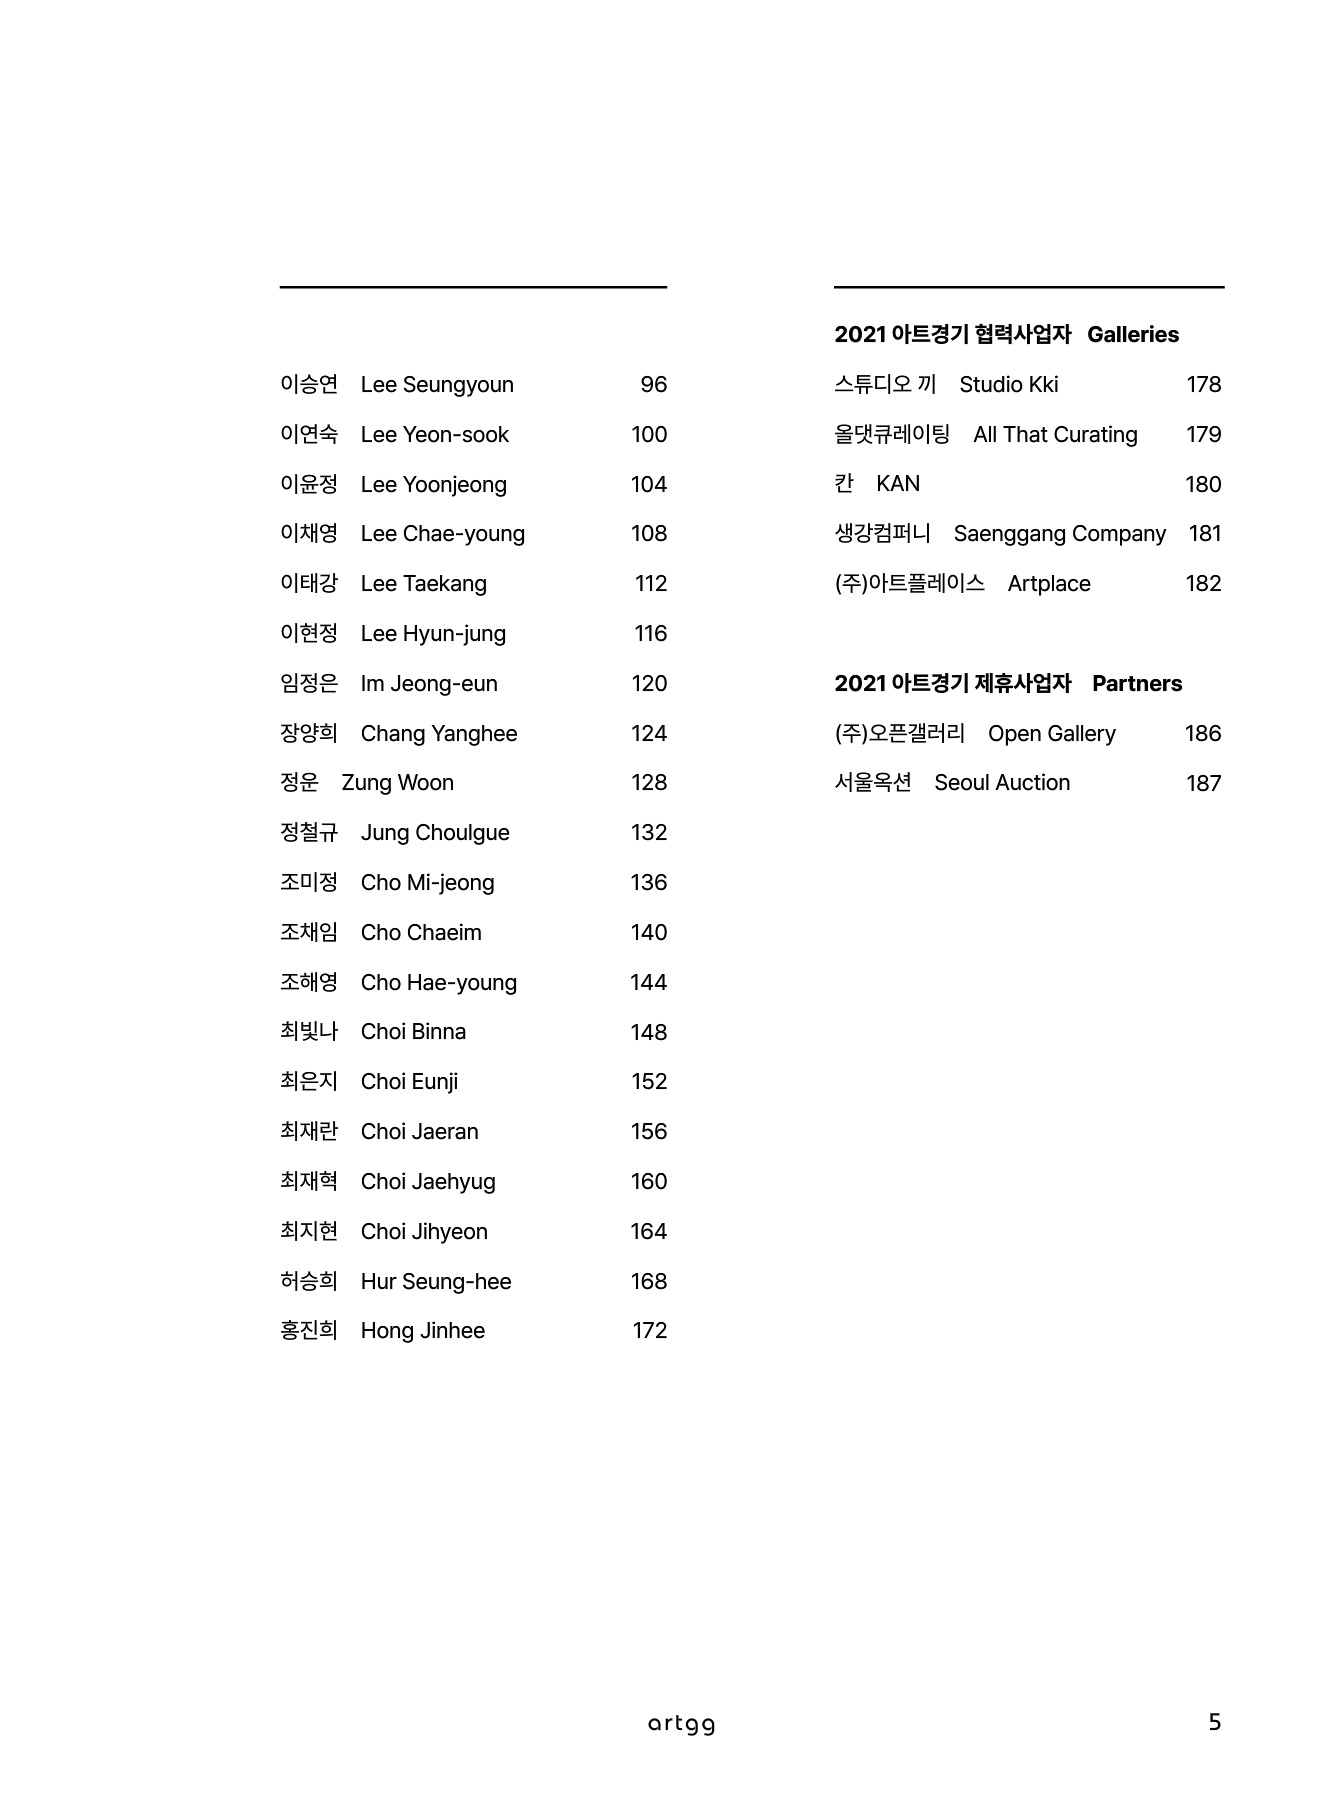 이승연 Lee Seungyoun 96
이연숙 Lee Yeon-sook 100
이윤정 Lee Yoonjeong 104
이채영 Lee Chae-young 108
이태강 Lee Taekang 112
이현정 Lee Hyun-jung 116
임정은 Im Jeong-eun 120
장양희 Chang Yanghee 124
정운 Zung Woon 128
정철규 Jung Choulgue 132
조미정 Cho Mi-jeong 136
조채임 Cho Chaeim 140
조해영 Cho Hae-young 144
최빛나 Choi Binna 148
최은지 Choi Eunji 152
최재란 Choi Jaeran 156
최재혁 Choi Jaehyug 160
최지현 Choi Jihyeon 164
허승희 Hur Seung-hee 168
홍진희 Hong Jinhee 172
2021 아트경기 협력사업자 Galleries
스튜디오 끼 Studio Kki 178
올댓큐레이팅 All That Curating 179
칸 KAN 180
생강컴퍼니 Saenggang Company 181
(주)아트플레이스 Artplace 182
2021 아트경기 제휴사업자 Partners
(주)오픈갤러리 Open Gallery 186
서울옥션 Seoul Auction 187
artgg 5